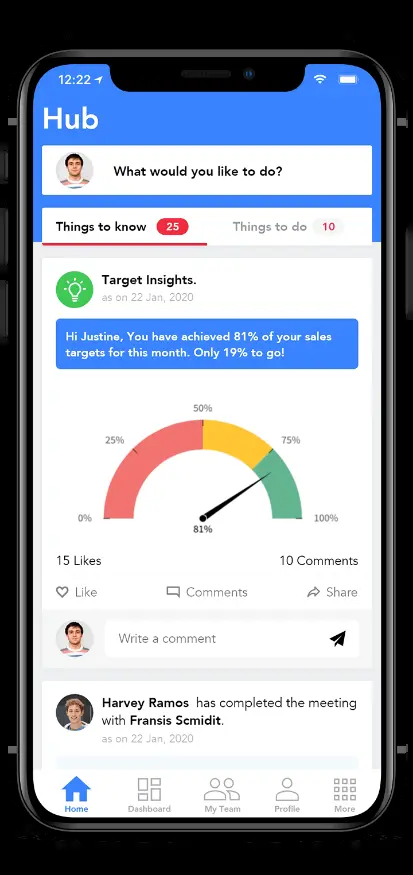 12:22
Hub
What would you like to do?
Things to know 25 Things to do 10
Target Insights.
as on 22 Jan, 2020
Hi Justine, You have achieved 81% of your sales
targets for this month. Only 19% to go!
50%
25% 75%
0% 81% 100%
15 Likes 10 Comments
Like Comments Share
Write a comment
Harvey Ramos has completed the meeting
with Fransis Scmidit.
as on 22 Jan, 2020
Home Dashboard My Team Profile More